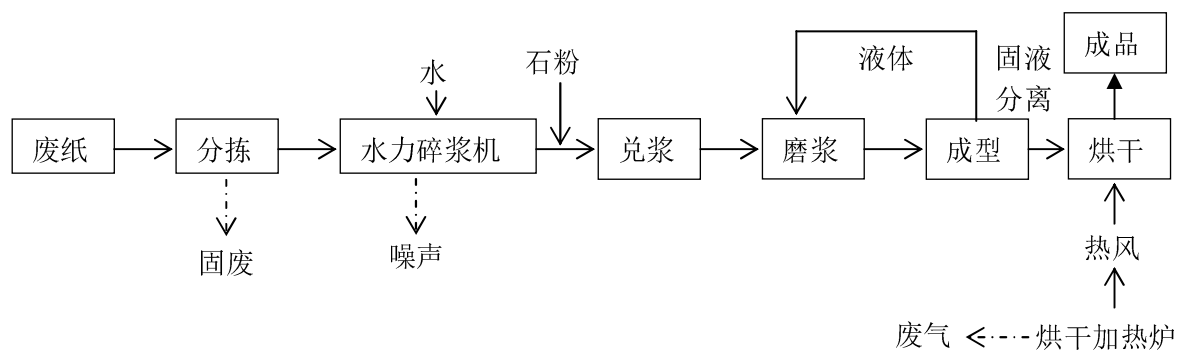 成品
液体
固液
分离
石粉
水
废纸
分拣
水力碎浆机
兑浆
磨浆
成型
烘干
固废
噪声
热风
废气
烘干加热炉